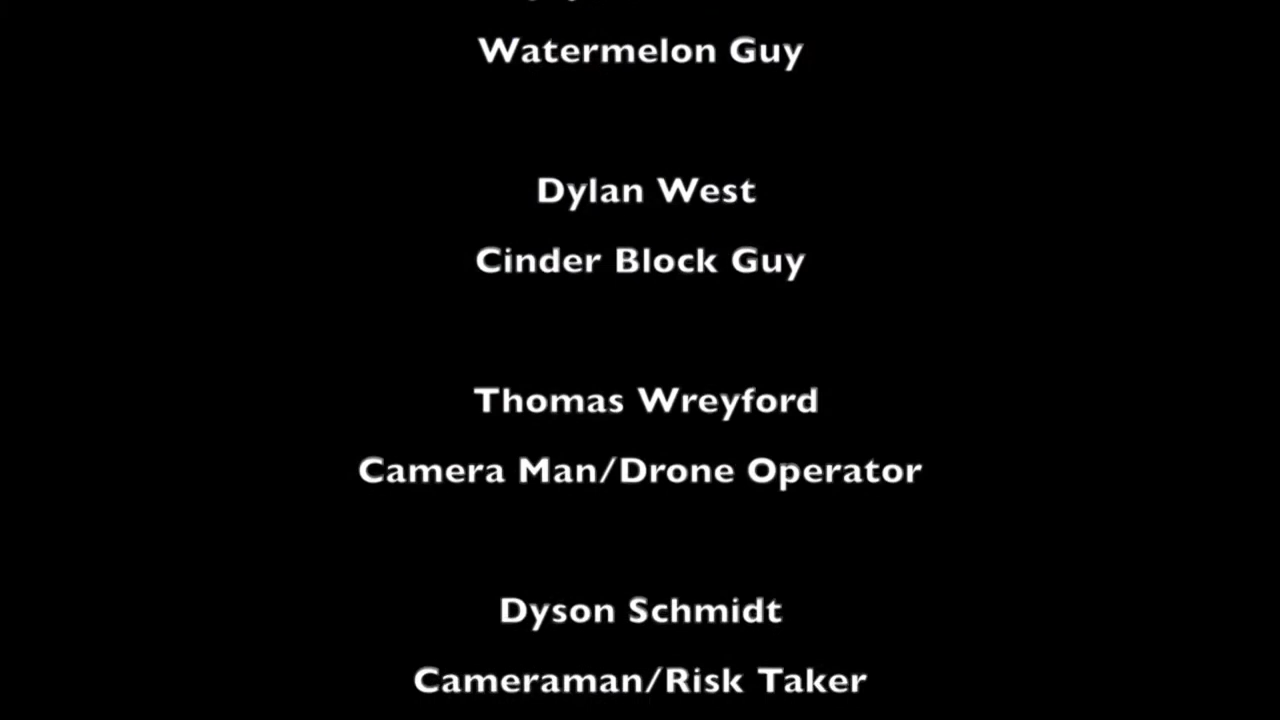 Watermelon Guy
Dylan West
Cinder Block Guy
Thomas Wreyford
Camera Man/Drone Operator
Dyson Schmidt
Cameraman/Risk Taker